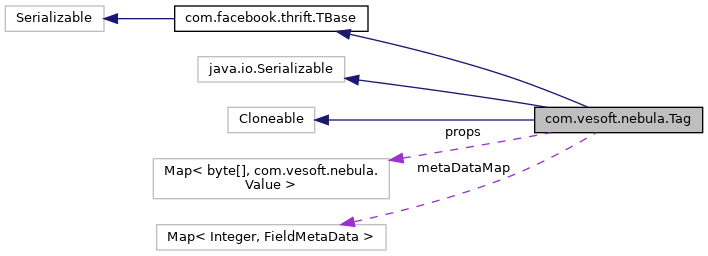 Serializable
com.facebook.thrift.TBase
java.io.Serializable
Cloneable
com.vesoft.nebula.Tag
props
Map< byte[], com.vesoft.nebula.
Value >
metaDataMap
Map< Integer, FieldMetaData >